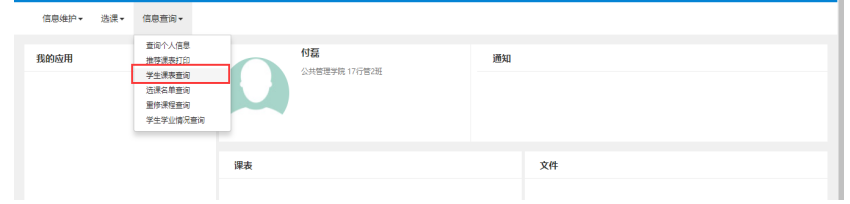 信息维护 选课 信息查询
查询个人信息
推荐课表打印
学生课表查询
选课名单查询
重修课程查询
学生学业情况查询
我的应用
付磊
公共管理学院 17行管2班
通知
课表
文件